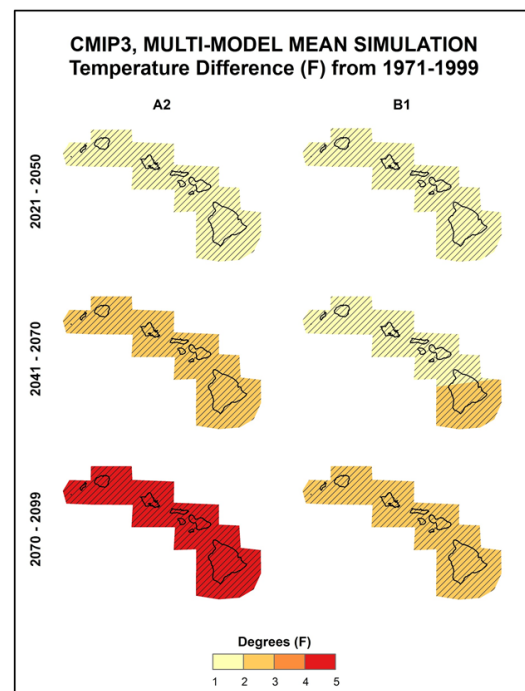 CMIP3, MULTI-MODEL MEAN SIMULATION
Temperature Difference (F) from 1971-1999
A2
B1
2021 - 2050
2041 - 2070
2070 - 2099
Degrees (F)
1 2 3 4 5